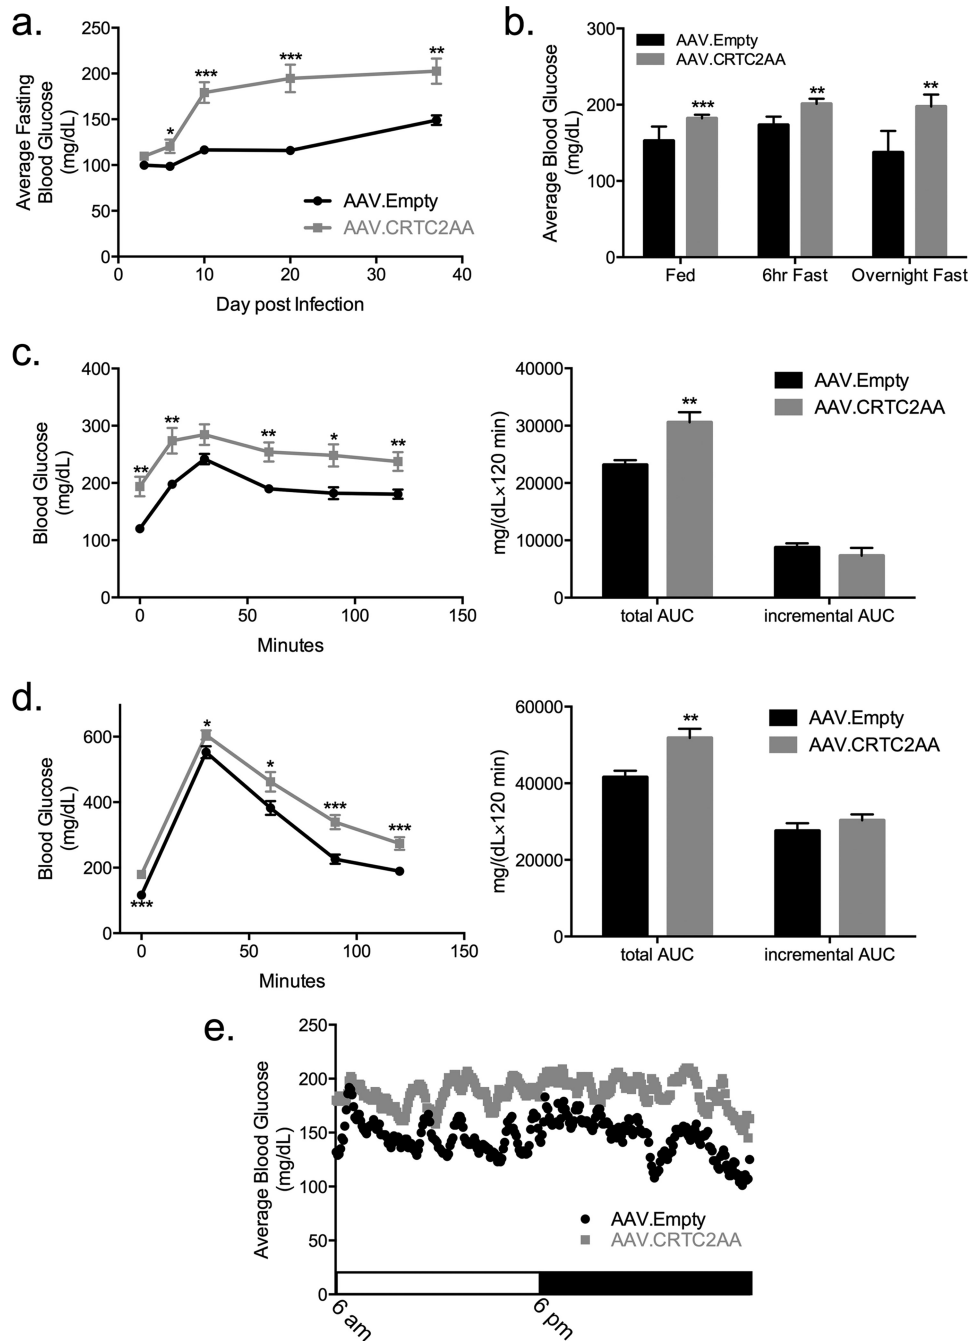 a.
250
200
150
100
50
0
Average Fasting
Blood Glucose
(mg/dL)
*
***
***
**
AAV.Empty
AAV.CRTC2AA
0 10 20 30 40
Day post Infection
b.
300
200
100
0
Average Blood Glucose
(mg/dL)
AAV.Empty
AAV.CRTC2AA
***
**
**
Fed 6hr Fast Overnight Fast
c.
400
300
200
100
0
Blood Glucose
(mg/dL)
**
**
**
*
**
0 50 100 150
Minutes
40000
30000
20000
10000
0
mg/(dL×120 min)
AAV.Empty
AAV.CRTC2AA
**
total AUC incremental AUC
d.
600
400
200
0
Blood Glucose
(mg/dL)
***
*
*
***
***
0 50 100 150
Minutes
60000
40000
20000
0
mg/(dL×120 min)
AAV.Empty
AAV.CRTC2AA
**
total AUC incremental AUC
e.
250
200
150
100
50
0
Average Blood Glucose
(mg/dL)
AAV.Empty
AAV.CRTC2AA
6 am 6 pm